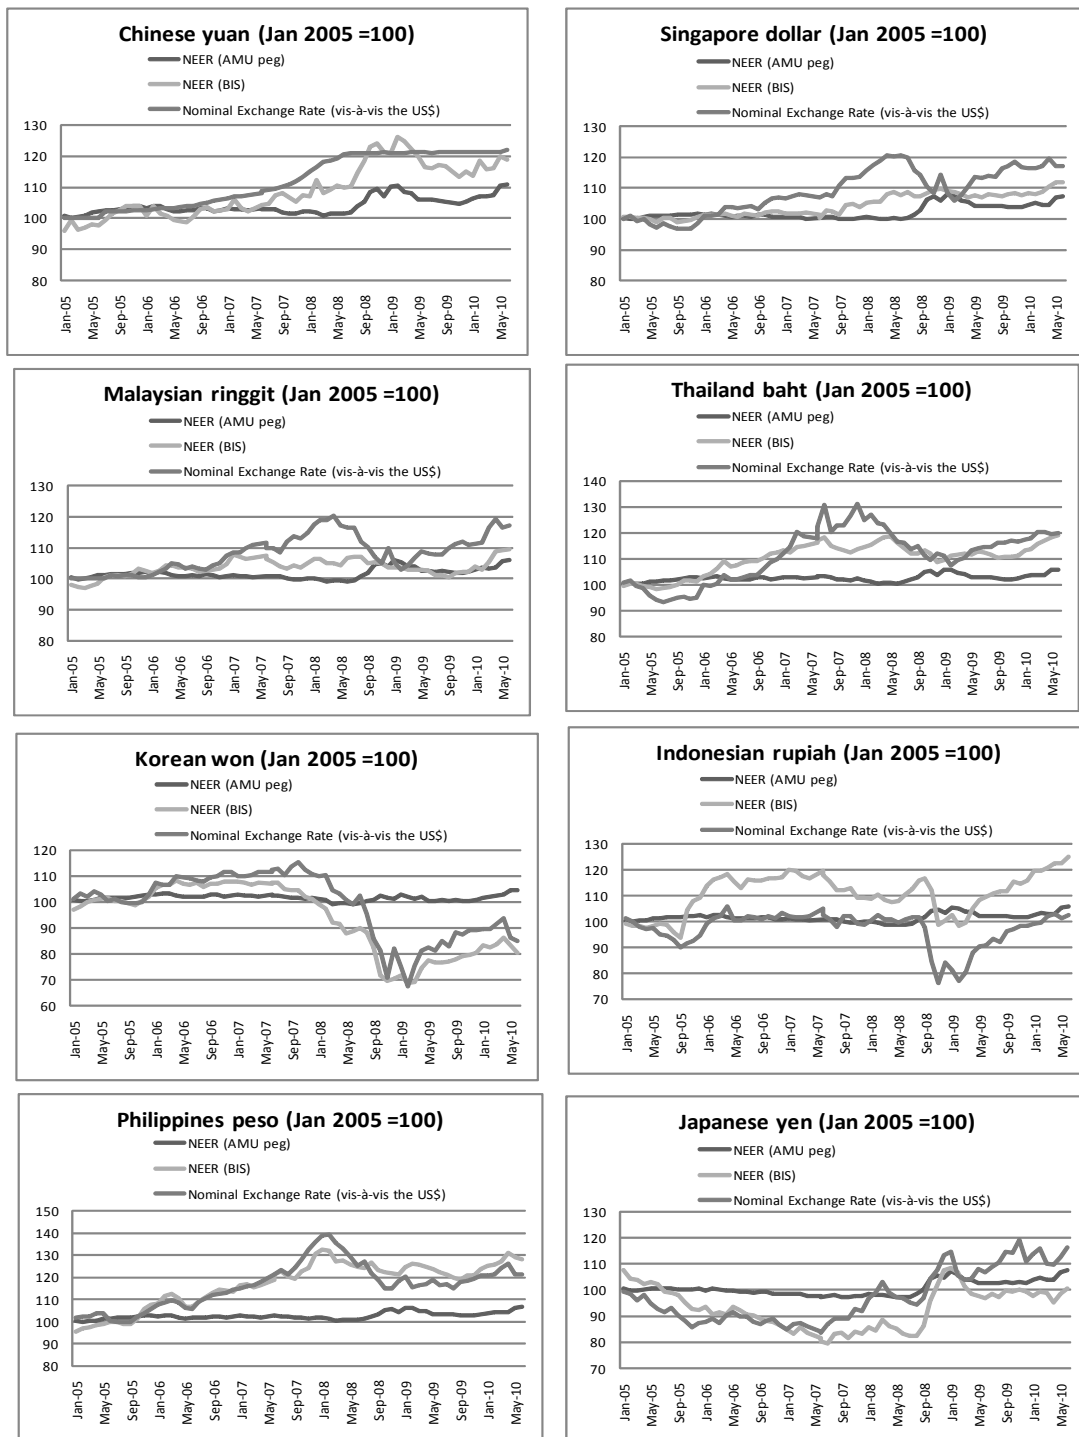 Chinese yuan (Jan 2005 =100)
NEER (AMU peg)
NEER (BIS)
Nominal Exchange Rate (vis-à-vis the US$)
130
120
110
100
90
80
Jan-05 May-05 Sep-05 Jan-06 May-06 Sep-06 Jan-07 May-07 Sep-07 Jan-08 May-08 Sep-08 Jan-09 May-09 Sep-09 Jan-10 May-10
Singapore dollar (Jan 2005 =100)
NEER (AMU peg)
NEER (BIS)
Nominal Exchange Rate (vis-à-vis the US$)
130
120
110
100
90
80
Jan-05 May-05 Sep-05 Jan-06 May-06 Sep-06 Jan-07 May-07 Sep-07 Jan-08 May-08 Sep-08 Jan-09 May-09 Sep-09 Jan-10 May-10
Malaysian ringgit (Jan 2005 =100)
NEER (AMU peg)
NEER (BIS)
Nominal Exchange Rate (vis-à-vis the US$)
130
120
110
100
90
80
Jan-05 May-05 Sep-05 Jan-06 May-06 Sep-06 Jan-07 May-07 Sep-07 Jan-08 May-08 Sep-08 Jan-09 May-09 Sep-09 Jan-10 May-10
Thailand baht (Jan 2005 =100)
NEER (AMU peg)
NEER (BIS)
Nominal Exchange Rate (vis-à-vis the US$)
140
130
120
110
100
90
80
Jan-05 May-05 Sep-05 Jan-06 May-06 Sep-06 Jan-07 May-07 Sep-07 Jan-08 May-08 Sep-08 Jan-09 May-09 Sep-09 Jan-10 May-10
Korean won (Jan 2005 =100)
NEER (AMU peg)
NEER (BIS)
Nominal Exchange Rate (vis-à-vis the US$)
120
110
100
90
80
70
60
Jan-05 May-05 Sep-05 Jan-06 May-06 Sep-06 Jan-07 May-07 Sep-07 Jan-08 May-08 Sep-08 Jan-09 May-09 Sep-09 Jan-10 May-10
Indonesian rupiah (Jan 2005 =100)
NEER (AMU peg)
NEER (BIS)
Nominal Exchange Rate (vis-à-vis the US$)
130
120
110
100
90
80
70
Jan-05 May-05 Sep-05 Jan-06 May-06 Sep-06 Jan-07 May-07 Sep-07 Jan-08 May-08 Sep-08 Jan-09 May-09 Sep-09 Jan-10 May-10
Philippines peso (Jan 2005 =100)
NEER (AMU peg)
NEER (BIS)
Nominal Exchange Rate (vis-à-vis the US$)
150
140
130
120
110
100
90
80
Jan-05 May-05 Sep-05 Jan-06 May-06 Sep-06 Jan-07 May-07 Sep-07 Jan-08 May-08 Sep-08 Jan-09 May-09 Sep-09 Jan-10 May-10
Japanese yen (Jan 2005 =100)
NEER (AMU peg)
NEER (BIS)
Nominal Exchange Rate (vis-à-vis the US$)
130
120
110
100
90
80
70
Jan-05 May-05 Sep-05 Jan-06 May-06 Sep-06 Jan-07 May-07 Sep-07 Jan-08 May-08 Sep-08 Jan-09 May-09 Sep-09 Jan-10 May-10